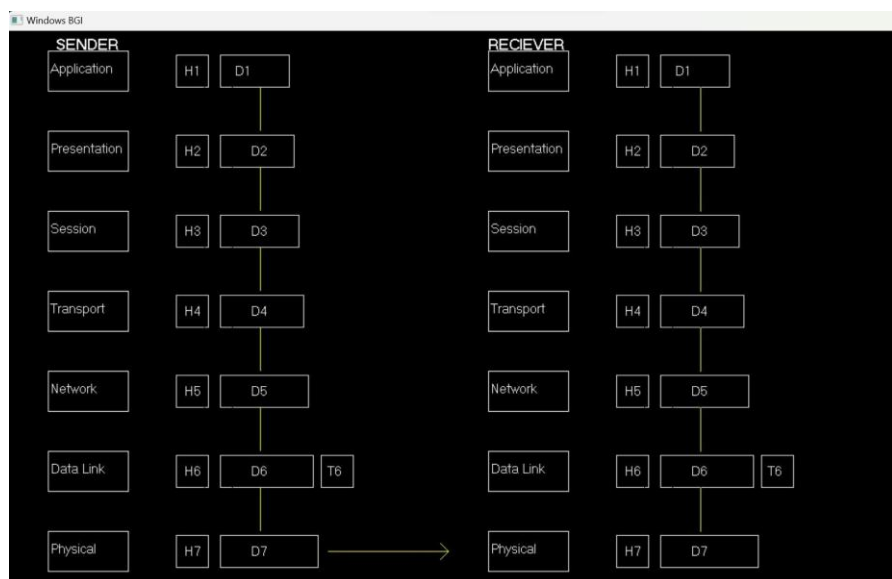 Windows BGI
SENDER RECIEVER
Application H1 D1 Application H1 D1
Presentation H2 D2 Presentation H2 D2
Session H3 D3 Session H3 D3
Transport H4 D4 Transport H4 D4
Network H5 D5 Network H5 D5
Data Link H6 D6 T6 Data Link H6 D6 T6
Physical H7 D7 Physical H7 D7